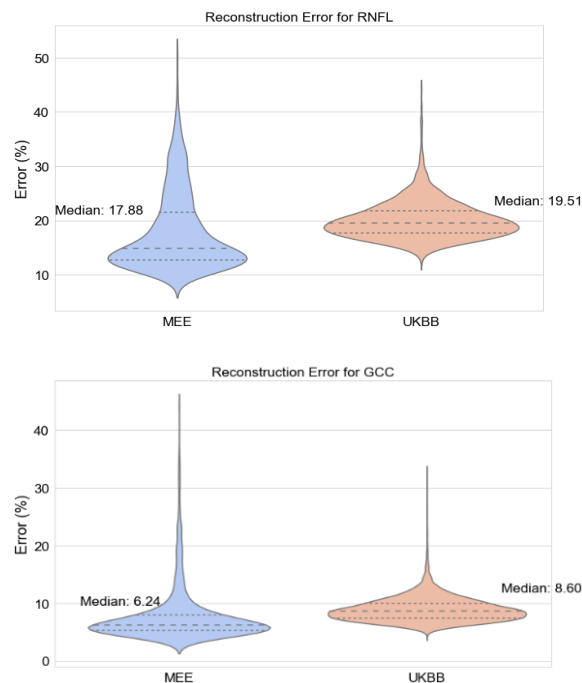 Reconstruction Error for RNFL
50
40
30
20
10
Error (%)
Median: 17.88
Median: 19.51
MEE
UKBB
Reconstruction Error for GCC
40
30
20
10
0
Error (%)
Median: 6.24
Median: 8.60
MEE
UKBB